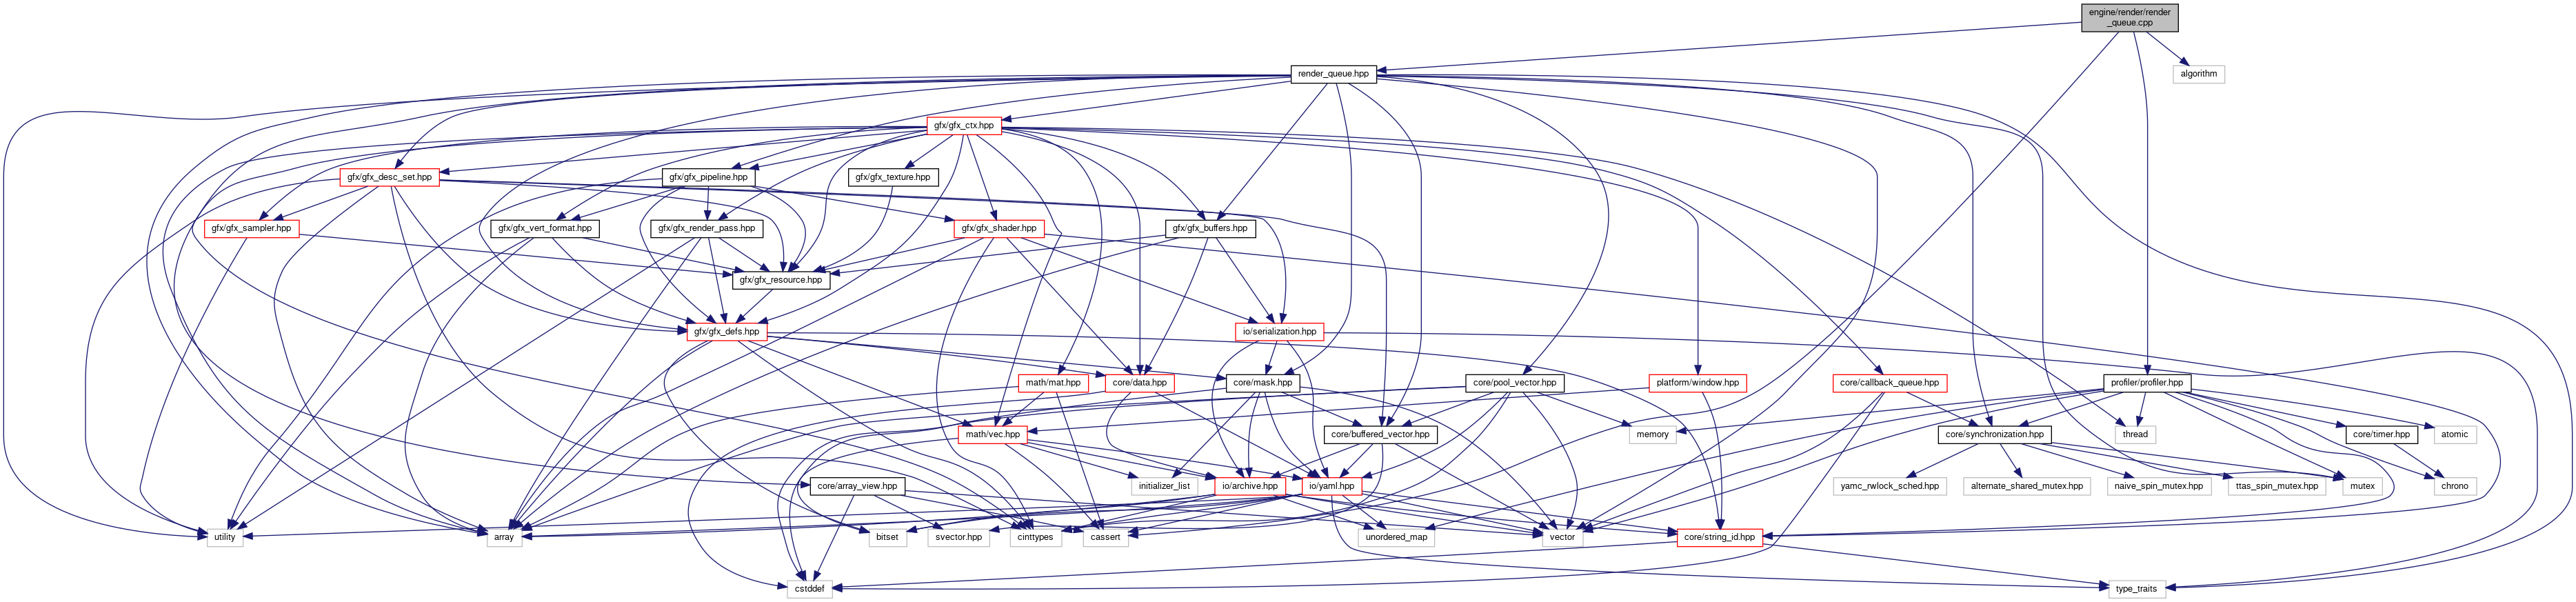 engine/render/render
_queue.cpp
render_queue.hpp
algorithm
gfx/gfx_ctx.hpp
gfx/gfx_desc_set.hpp
gfx/gfx_pipeline.hpp
gfx/gfx_texture.hpp
gfx/gfx_sampler.hpp
gfx/gfx_vert_format.hpp
gfx/gfx_render_pass.hpp
gfx/gfx_shader.hpp
gfx/gfx_buffers.hpp
gfx/gfx_resource.hpp
gfx/gfx_defs.hpp
io/serialization.hpp
math/mat.hpp
core/data.hpp
core/mask.hpp
core/pool_vector.hpp
platform/window.hpp
core/callback_queue.hpp
profiler/profiler.hpp
math/vec.hpp
core/buffered_vector.hpp
memory
core/synchronization.hpp
thread
core/timer.hpp
atomic
core/array_view.hpp
initializer_list
io/archive.hpp
io/yaml.hpp
yamc_rwlock_sched.hpp
alternate_shared_mutex.hpp
naive_spin_mutex.hpp
ttas_spin_mutex.hpp
mutex
chrono
utility
array
bitset
svector.hpp
cinttypes
cassert
unordered_map
vector
core/string_id.hpp
cstddef
type_traits